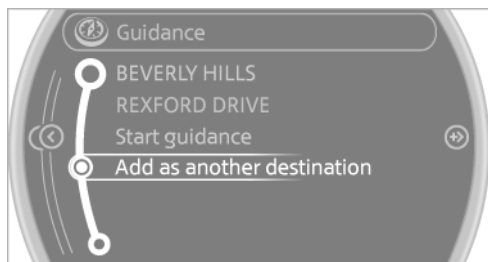 Guidance
BEVERLY HILLS
REXFORD DRIVE
Start guidance
Add as another destination